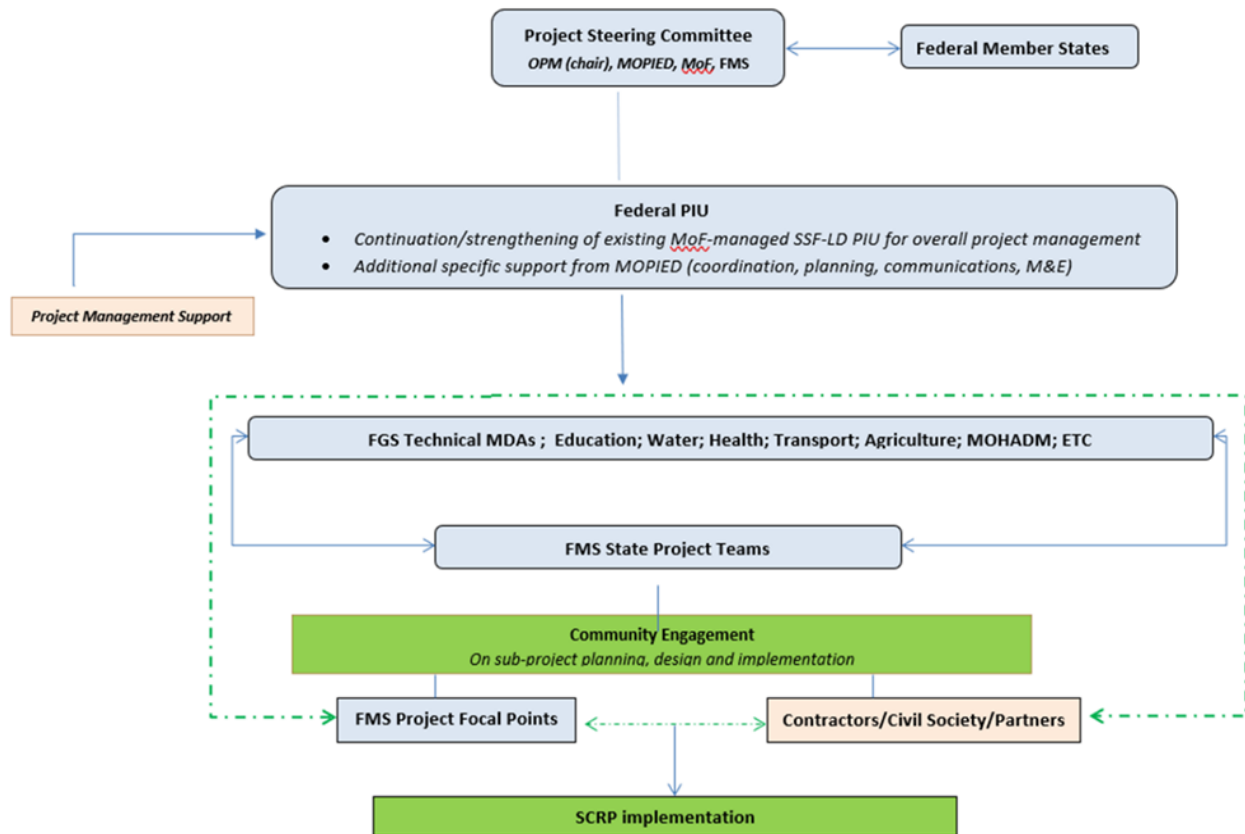 Project Steering Committee
OPM (chair), MOPIED, MoF, FMS
Federal Member States
Federal PIU
• Continuation/strengthening of existing MoF-managed SSF-LD PIU for overall project management
• Additional specific support from MOPIED (coordination, planning, communications, M&E)
Project Management Support
FGS Technical MDAs ; Education; Water; Health; Transport; Agriculture; MOHADM; ETC
FMS State Project Teams
Community Engagement
On sub-project planning, design and implementation
FMS Project Focal Points
Contractors/Civil Society/Partners
SCRP implementation